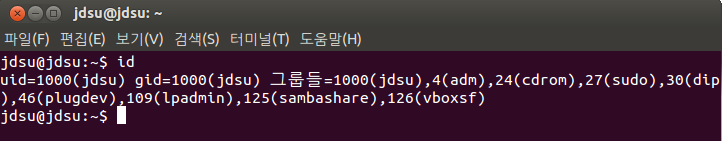 jdsu@jdsu: ~
파일(F) 편집(E) 보기(V) 검색(S) 터미널(T) 도움말(H)
jdsu@jdsu:~$ id
uid=1000(jdsu) gid=1000(jdsu) 그룹들=1000(jdsu),4(adm),24(cdrom),27(sudo),30(dip
),46(plugdev),109(lpadmin),125(sambashare),126(vboxsf)
jdsu@jdsu:~$